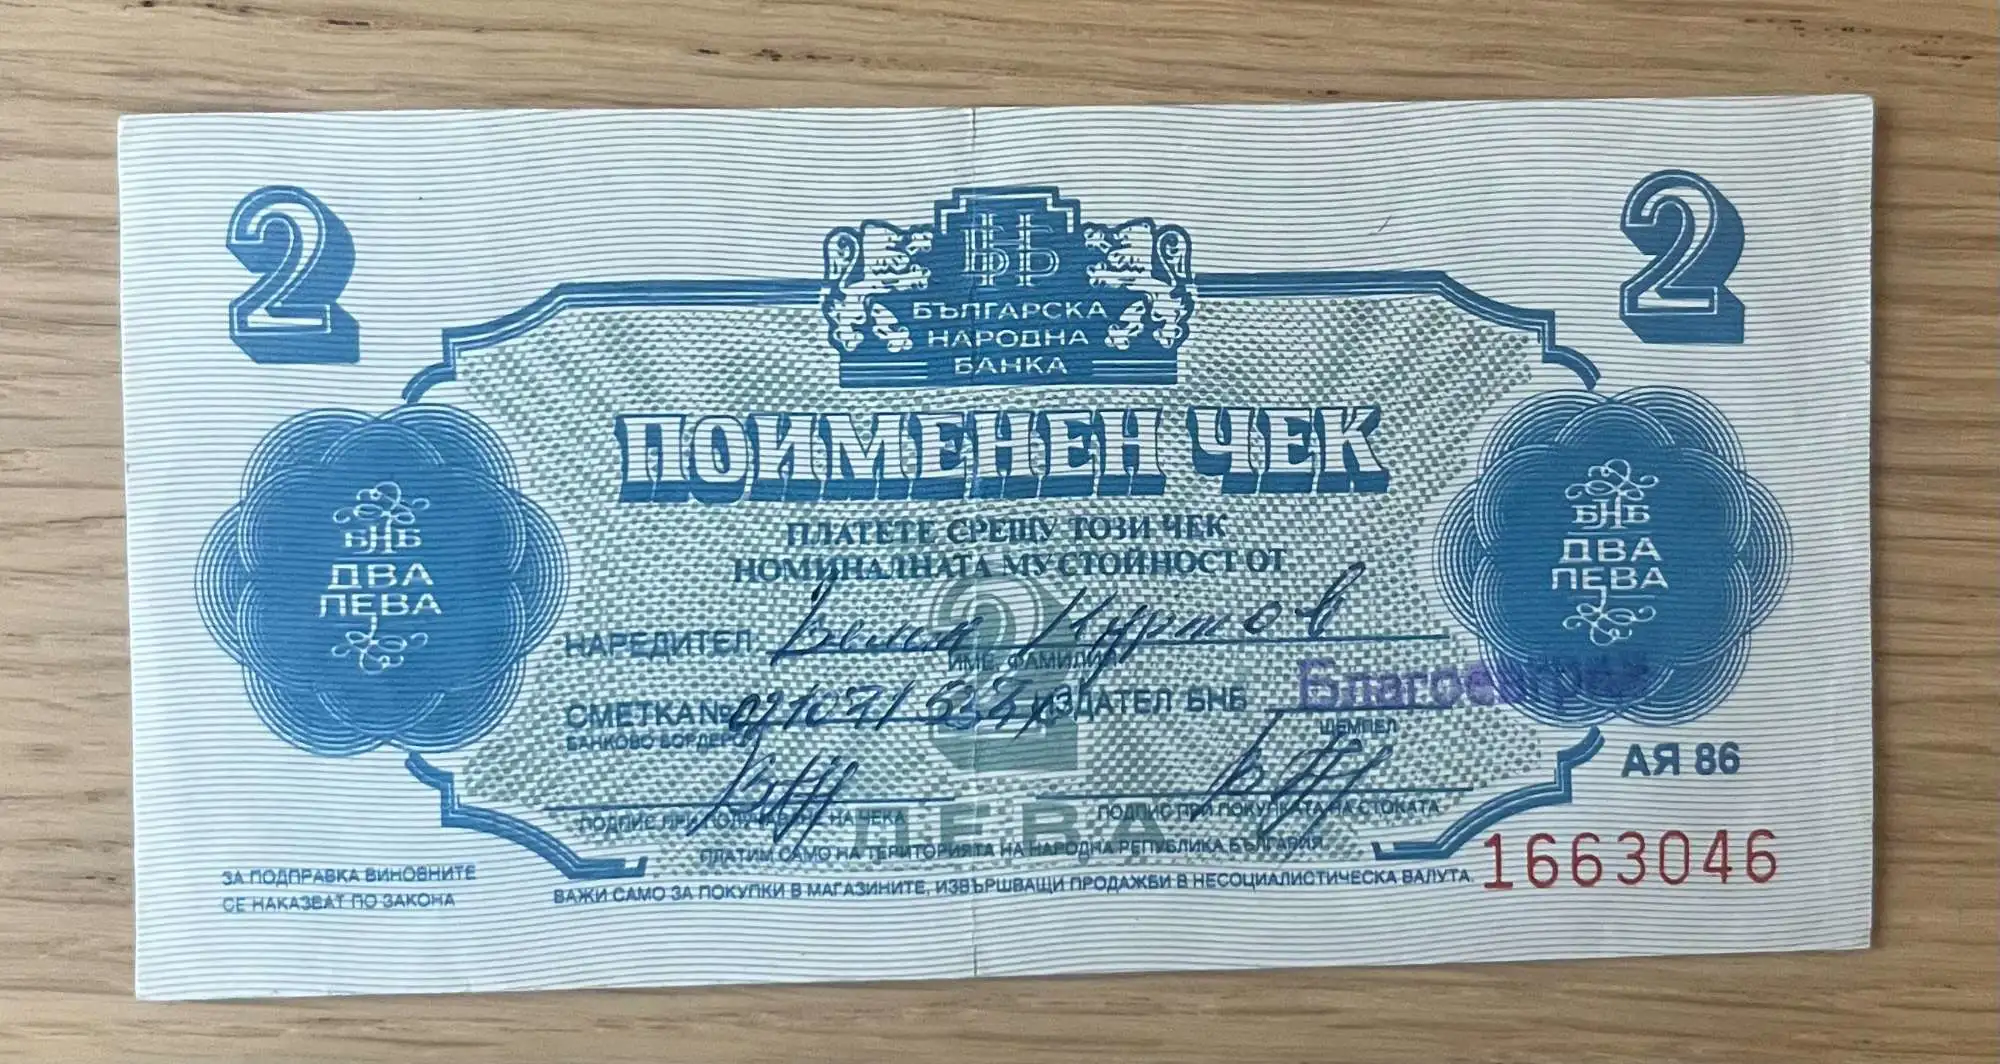 2
2
БНБ
БЪЛГАРСКА
НАРОДНА
БАНКА
ПОИМЕНЕН ЧЕК
ПЛАТЕТЕ СРЕЩУ ТОЗИ ЧЕК
НОМИНАЛНАТА МУ СТОЙНОСТ ОТ
БНБ
ДВА
ЛЕВА
БНБ
ДВА
ЛЕВА
2
ЛЕВА
НАРЕДИТЕЛ Куртов
ИМЕ, ФАМИЛИЯ
СМЕТКА № ИЗДАТЕЛ БНБ Благоевград
БАНКОВО БОРДЕРО ЩЕМПЕЛ
АЯ 86
ПОДПИС ПРИ ПОЛУЧАВАНЕ НА ЧЕКА
ПОДПИС ПРИ ПОКУПКАТА НА СТОКАТА
ПЛАТИМ САМО НА ТЕРИТОРИЯТА НА НАРОДНА РЕПУБЛИКА БЪЛГАРИЯ
1663046
ЗА ПОДПРАВКА ВИНОВНИТЕ
СЕ НАКАЗВАТ ПО ЗАКОНА
ВАЖИ САМО ЗА ПОКУПКИ В МАГАЗИНИТЕ, ИЗВЪРШВАЩИ ПРОДАЖБИ В НЕСОЦИАЛИСТИЧЕСКА ВАЛУТА.